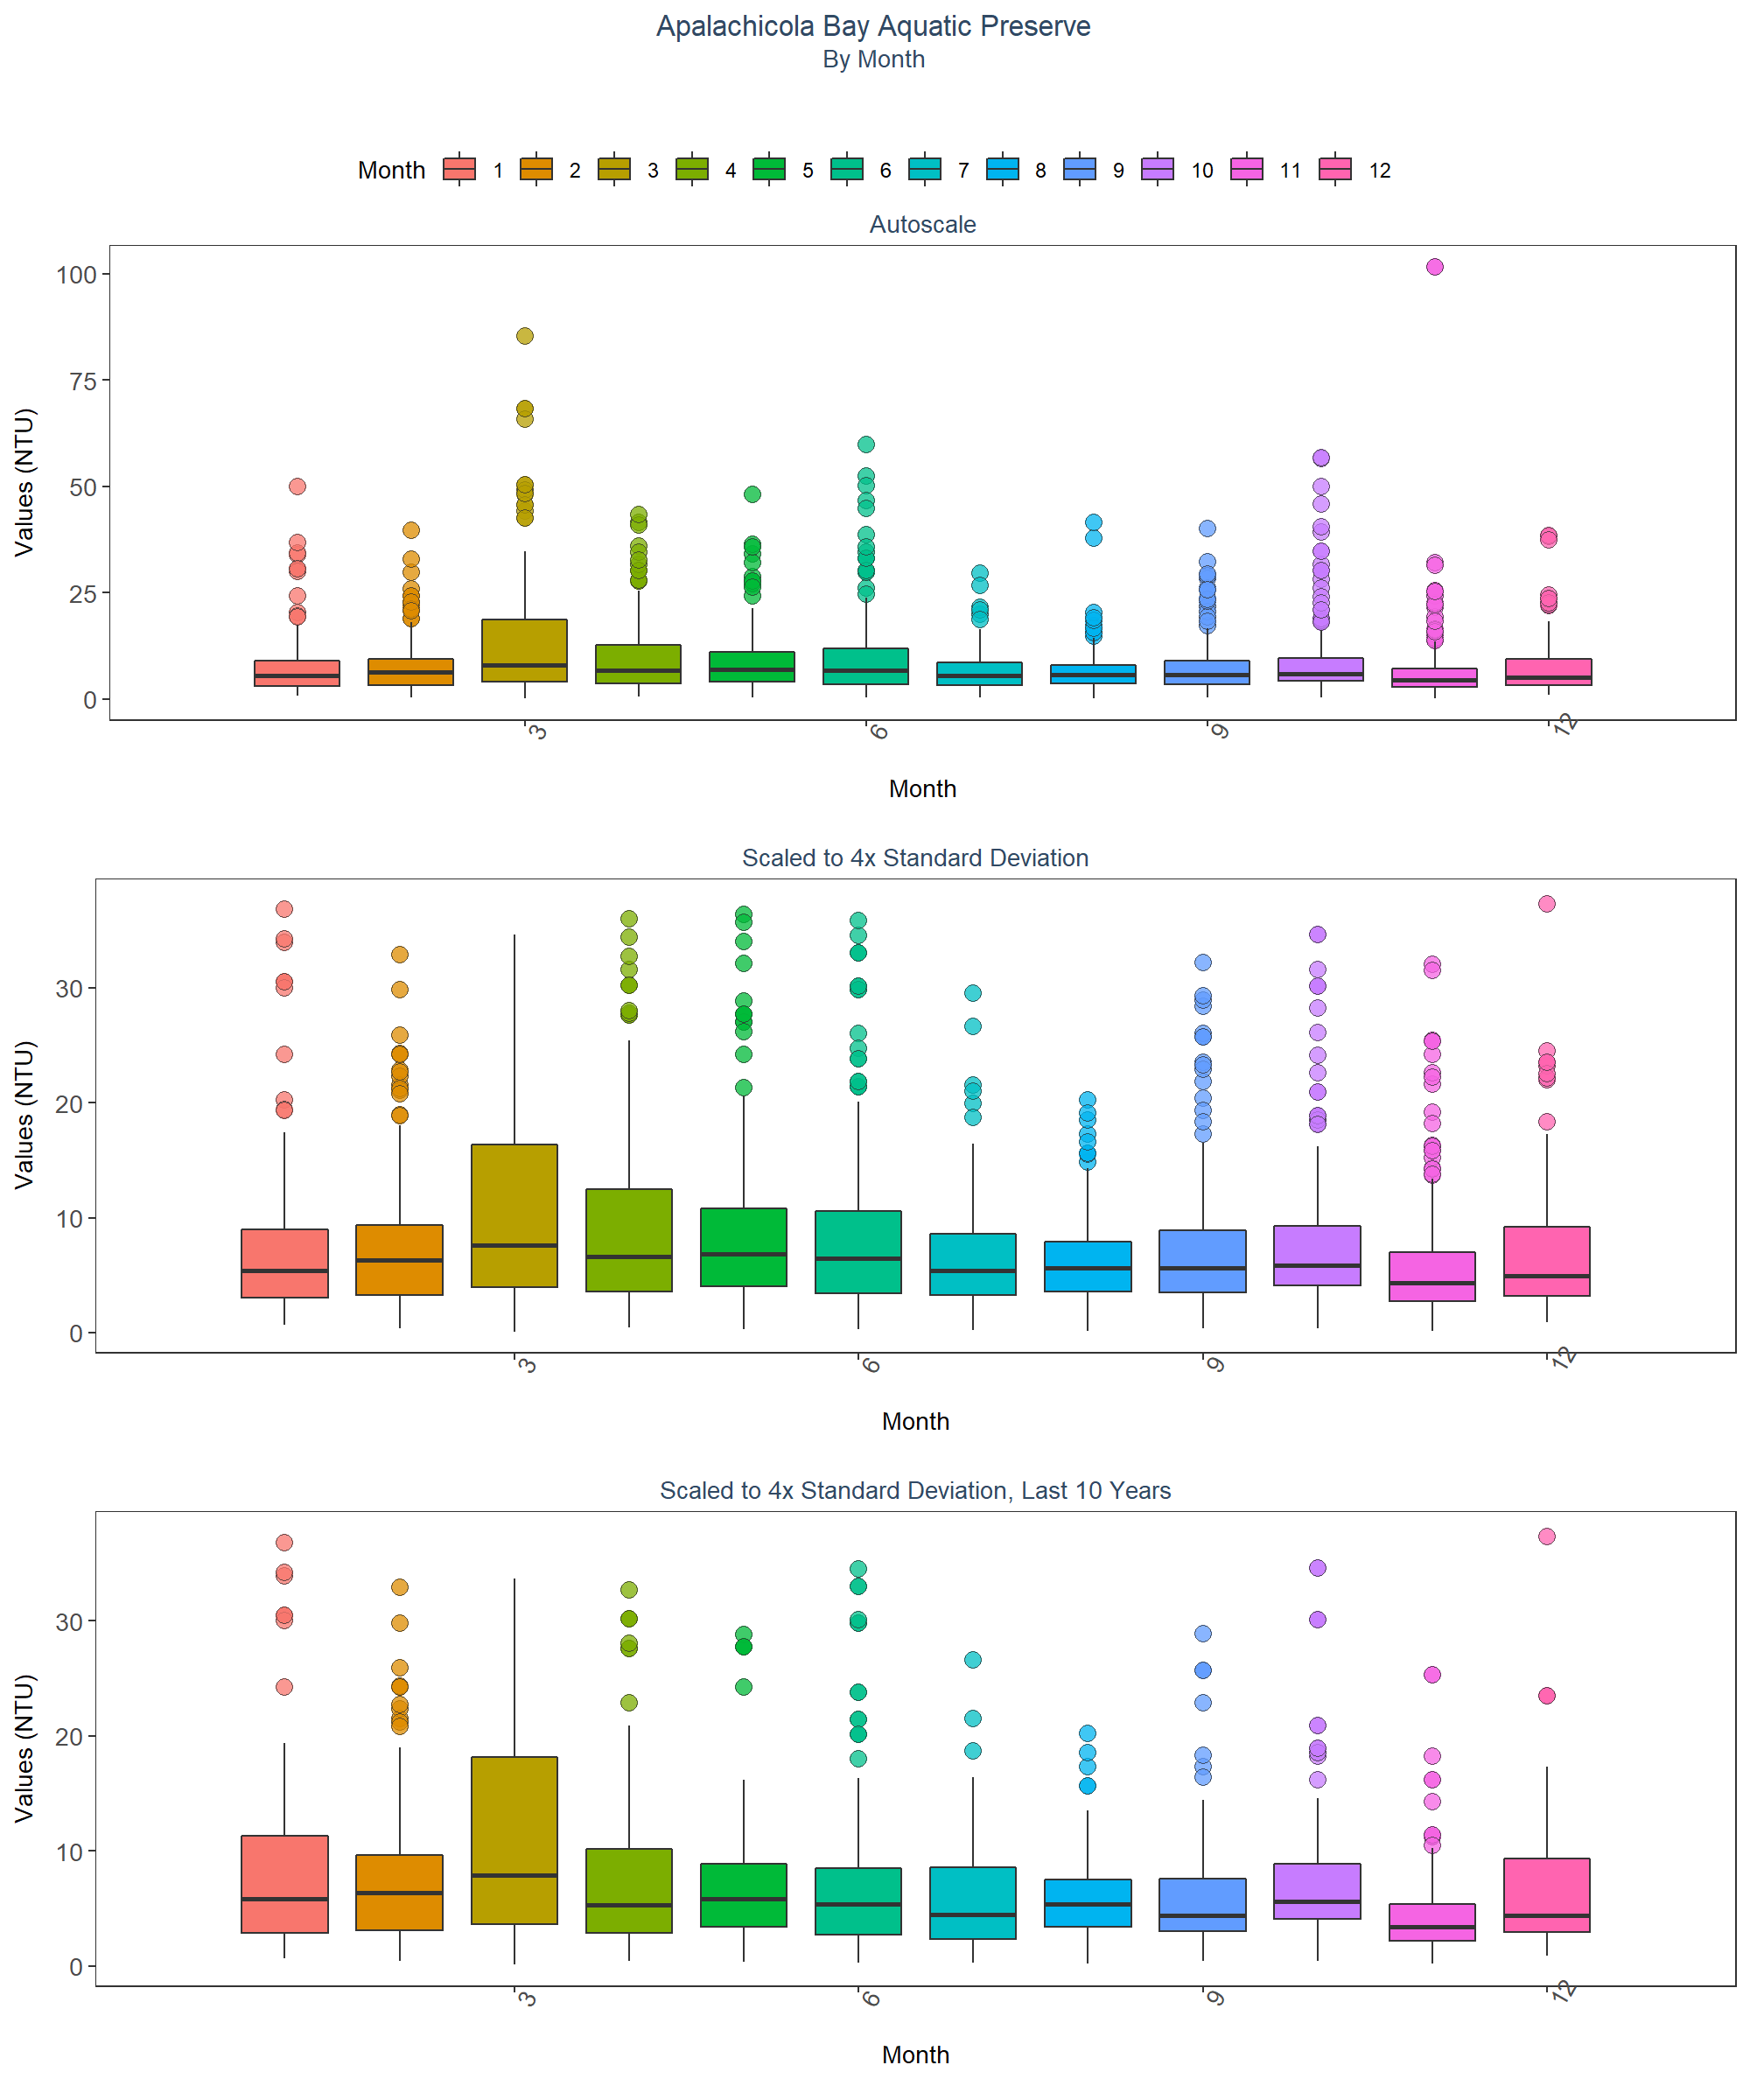 Apalachicola Bay Aquatic Preserve
By Month
Month 1 2 3 4 5 6 7 8 9 10 11 12
Autoscale
Values (NTU)
100
75
50
25
0
3 6 9 12
Month
Scaled to 4x Standard Deviation
Values (NTU)
30
20
10
0
3 6 9 12
Month
Scaled to 4x Standard Deviation, Last 10 Years
Values (NTU)
30
20
10
0
3 6 9 12
Month